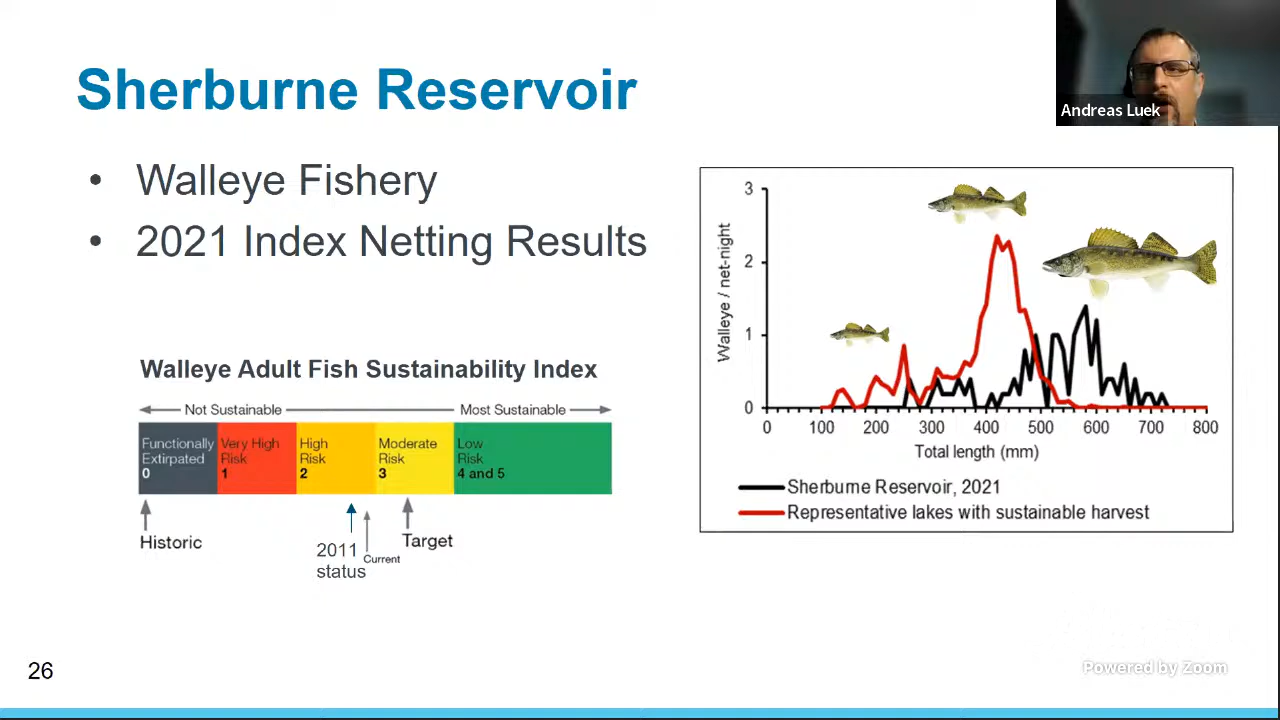 Sherburne Reservoir
Andreas Luek
• Walleye Fishery
• 2021 Index Netting Results
Walleye Adult Fish Sustainability Index
Not Sustainable
Most Sustainable
Functionally
Extirpated
0
Very High
Risk
1
High
Risk
2
Moderate
Risk
3
Low
Risk
4 and 5
Historic
2011
status
Current
Target
Walleye / net-night
3
2
1
0
0 100 200 300 400 500 600 700 800
Total length (mm)
Sherburne Reservoir, 2021
Representative lakes with sustainable harvest
26
Powered by Zoom